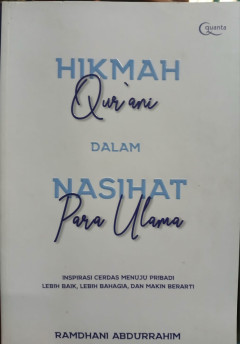 quanta
HIKMAH
Qur'ani
DALAM
NASIHAT
Para Ulama
INSPIRASI CERDAS MENUJU PRIBADI
LEBIH BAIK, LEBIH BAHAGIA, DAN MAKIN BERARTI
RAMDHANI ABDURRAHIM